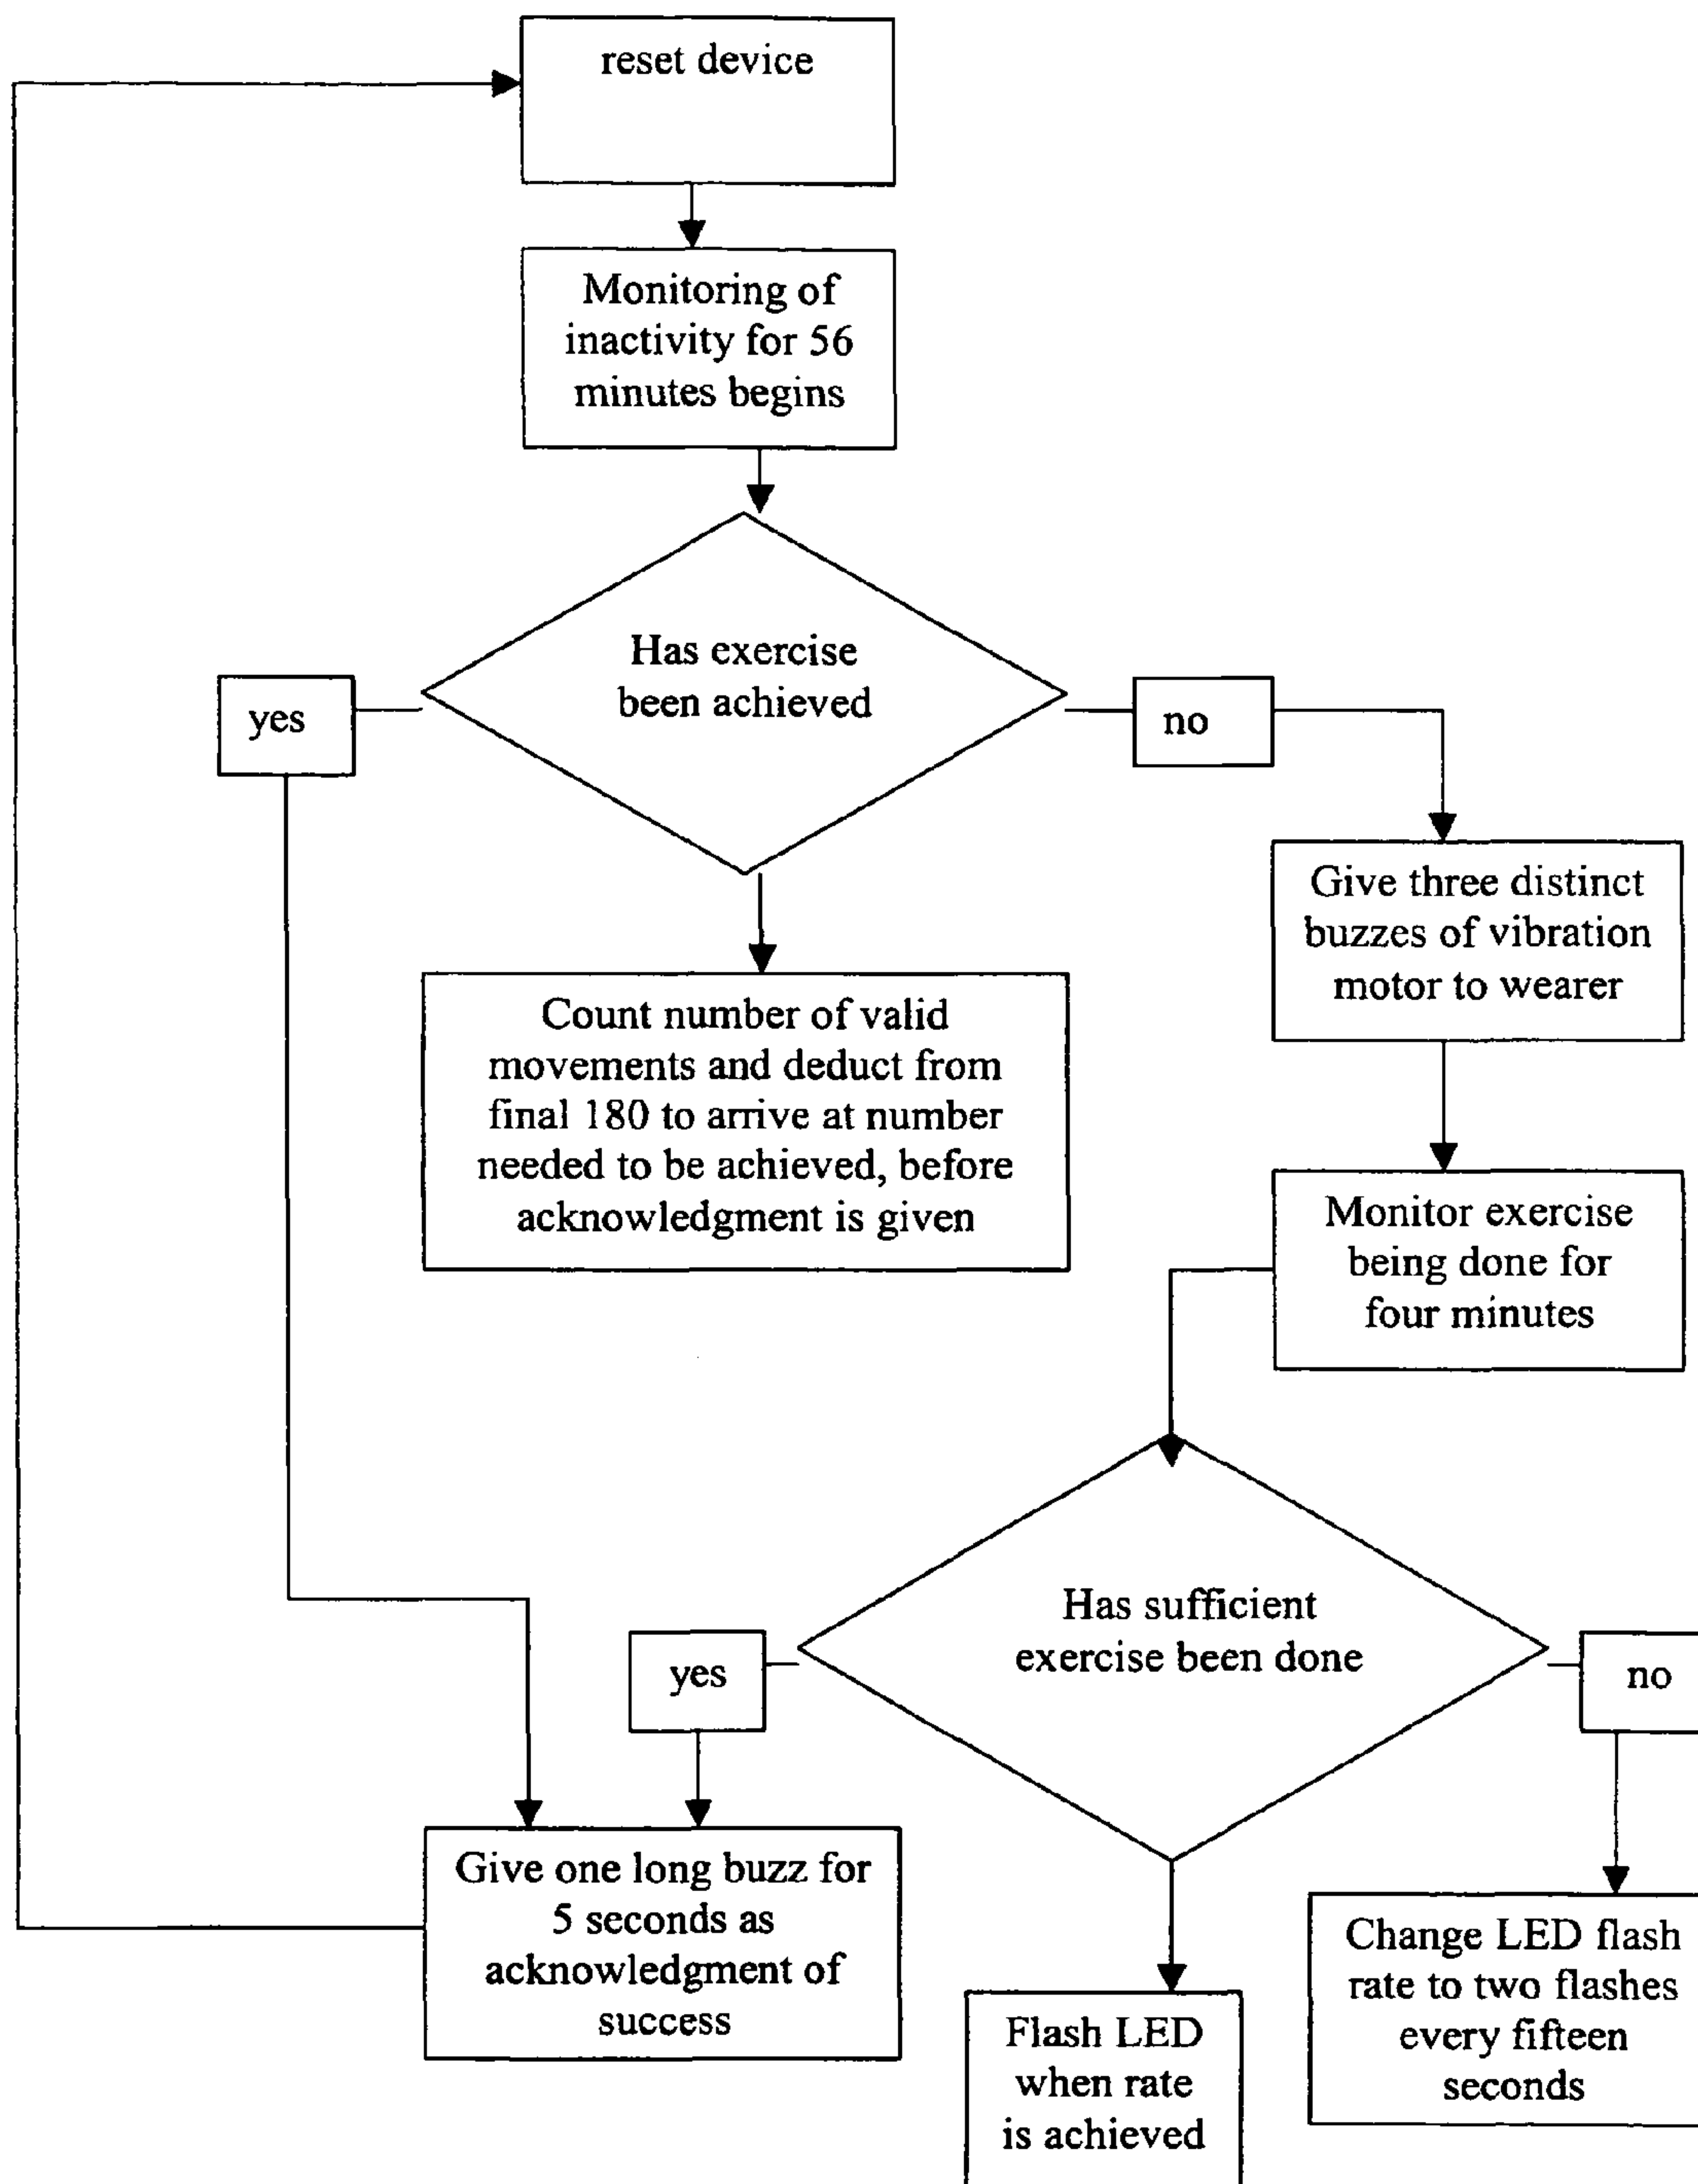 reset device
Monitoring of
inactivity for 56
minutes begins
Has exercise
been achieved
yes
no
Give three distinct
buzzes of vibration
motor to wearer
Count number of valid
movements and deduct from
final 180 to arrive at number
needed to be achieved, before
acknowledgment is given
Monitor exercise
being done for
four minutes
Has sufficient
exercise been done
yes
no
Give one long buzz for
5 seconds as
acknowledgment of
success
Flash LED
when rate
is achieved
Change LED flash
rate to two flashes
every fifteen
seconds